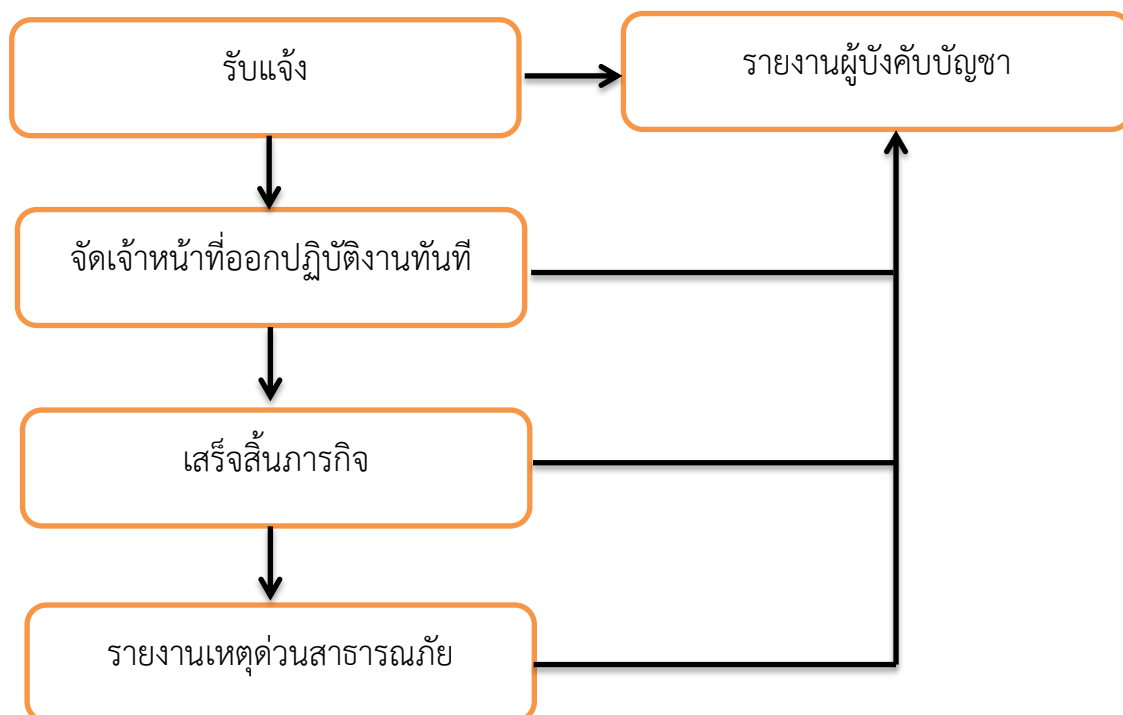 รับแจ้ง
รายงานผู้บังคับบัญชา
จัดเจ้าหน้าที่ออกปฏิบัติงานทันที
เสร็จสิ้นภารกิจ
รายงานเหตุด่วนสาธารณภัย